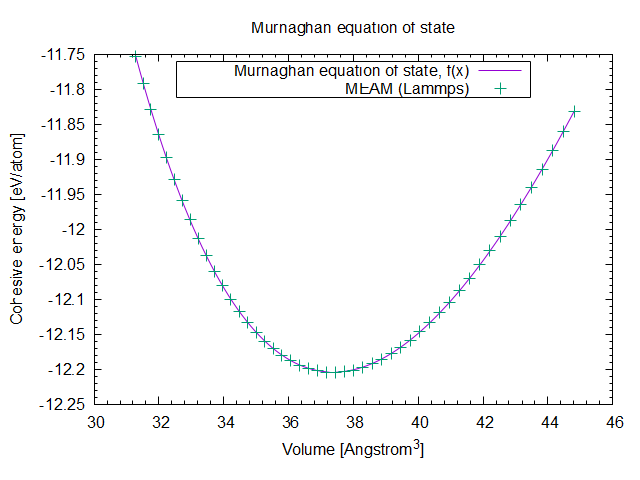 Murnaghan equation of state
Murnaghan equation of state, f(x)
MEAM (Lammps)
Cohesive energy [eV/atom]
-11.75
-11.8
-11.85
-11.9
-11.95
-12
-12.05
-12.1
-12.15
-12.2
-12.25
30 32 34 36 38 40 42 44 46
Volume [Angstrom3]